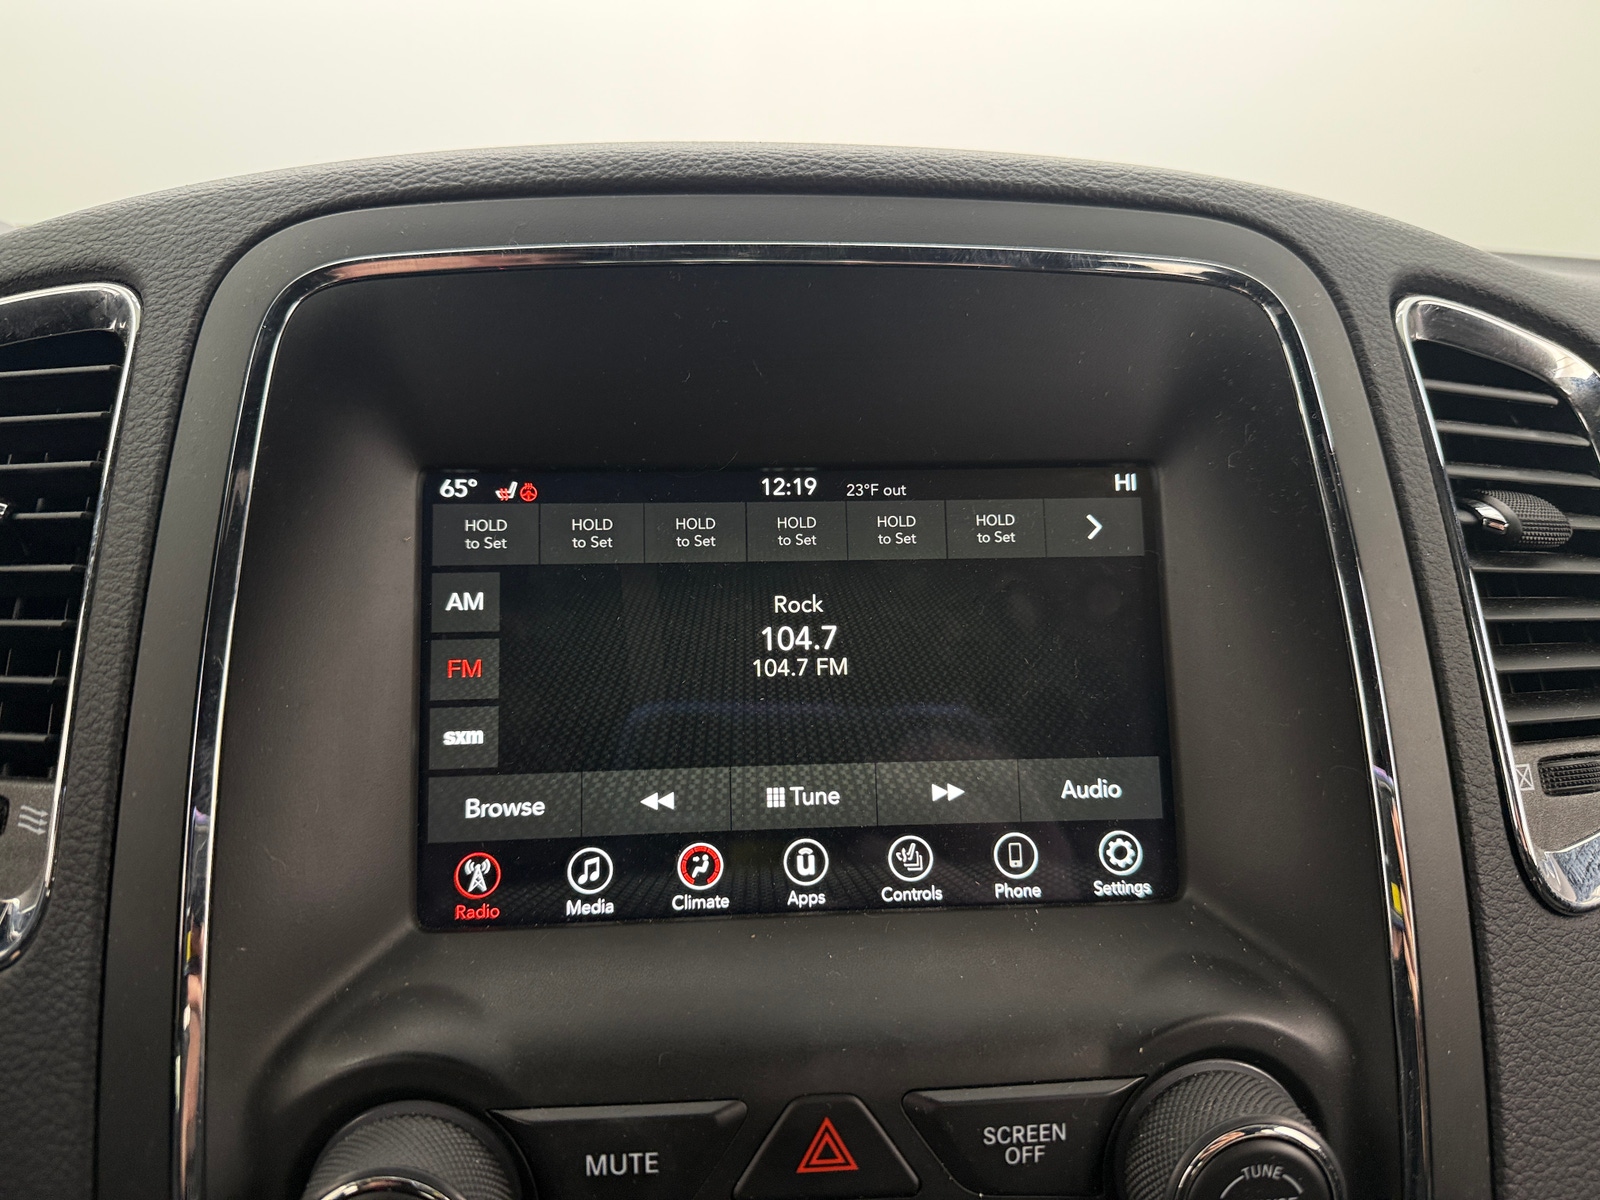 65° 12:19 23°F out HI
HOLD to Set
HOLD to Set
HOLD to Set
HOLD to Set
HOLD to Set
HOLD to Set
AM
Rock
104.7
FM
104.7 FM
sxm
Browse Tune Audio
Radio Media Climate Apps Controls Phone Settings
MUTE
SCREEN
OFF
TUNE